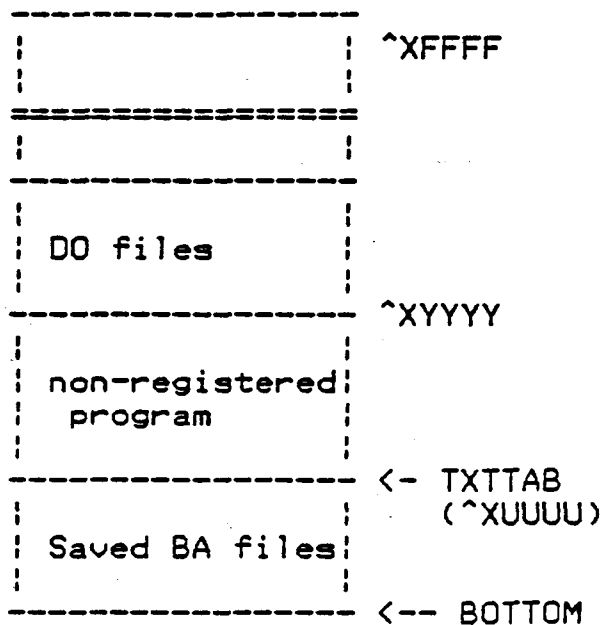 ^XFFFF
DO files
^XYYYY
non-registered
program
<- TXTTAB
(^XUUUU)
Saved BA files
<-- BOTTOM